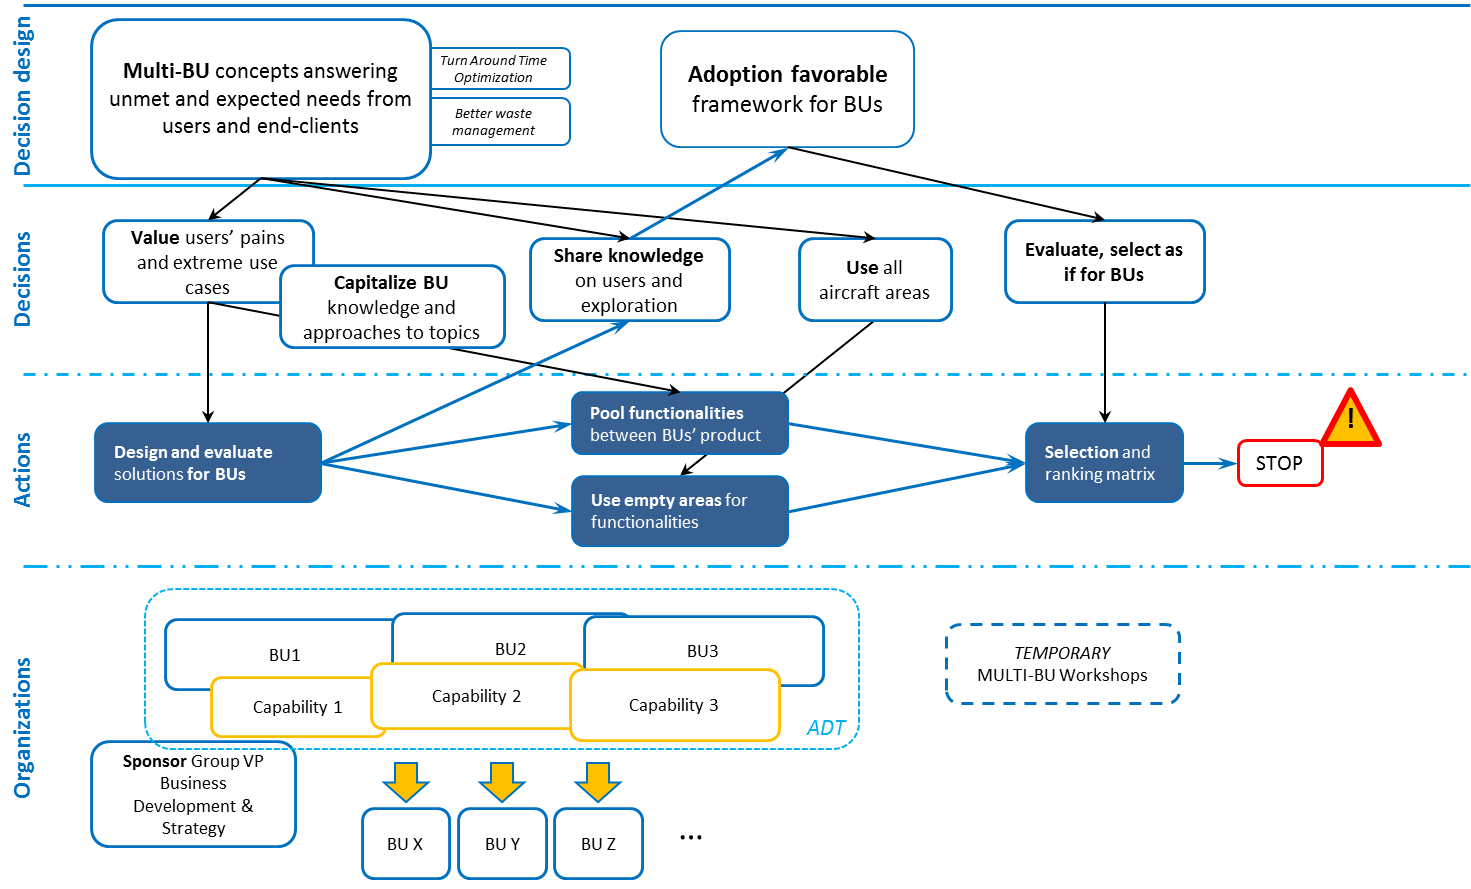 Decision design
Multi-BU concepts answering
unmet and expected needs from
users and end-clients
Turn Around Time
Optimization
Better waste
management
Adoption favorable
framework for BUs
Decisions
Value users’ pains
and extreme use
cases
Capitalize BU
knowledge and
approaches to topics
Share knowledge
on users and
exploration
Use all
aircraft areas
Evaluate, select as
if for BUs
Actions
Design and evaluate
solutions for BUs
Pool functionalities
between BUs’ product
Use empty areas for
functionalities
Selection and
ranking matrix
STOP
!
Organizations
BU1
BU2
BU3
Capability 1
Capability 2
Capability 3
ADT
TEMPORARY
MULTI-BU Workshops
Sponsor Group VP
Business
Development &
Strategy
BU X
BU Y
BU Z
...